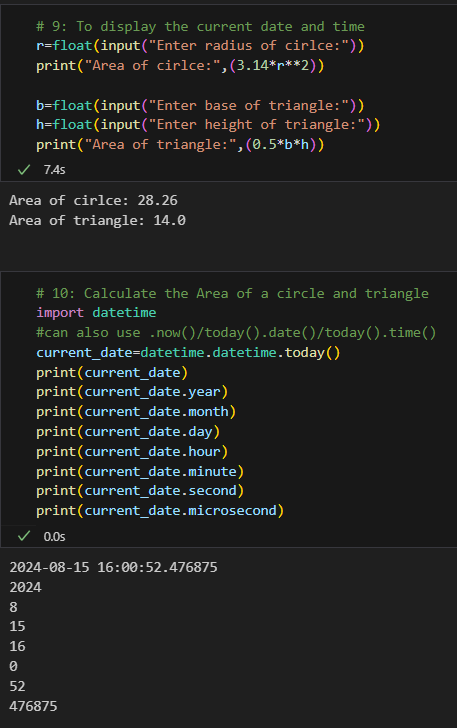 # 9: To display the current date and time
r=float(input("Enter radius of cirlce:"))
print("Area of cirlce:",(3.14*r**2))
b=float(input("Enter base of triangle:"))
h=float(input("Enter height of triangle:"))
print("Area of triangle:",(0.5*b*h))
7.4s
Area of cirlce: 28.26
Area of triangle: 14.0
# 10: Calculate the Area of a circle and triangle
import datetime
#can also use .now()/today().date()/today().time()
current_date=datetime.datetime.today()
print(current_date)
print(current_date.year)
print(current_date.month)
print(current_date.day)
print(current_date.hour)
print(current_date.minute)
print(current_date.second)
print(current_date.microsecond)
0.0s
2024-08-15 16:00:52.476875
2024
8
15
16
0
52
476875